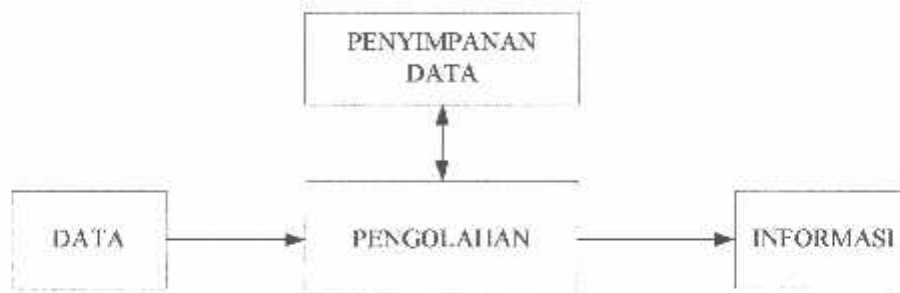 PENYIMPANAN
DATA
DATA
PENGOLAHAN
INFORMASI